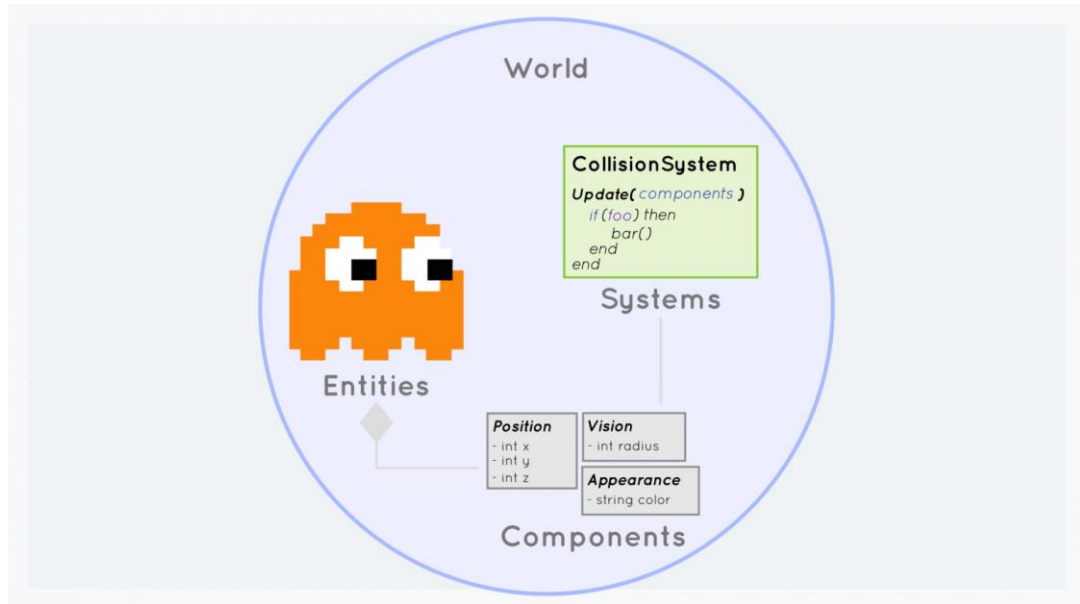 World
CollisionSystem
Update( components )
if (foo) then
bar()
end
end
Systems
Entities
Position
- int x
- int y
- int z
Vision
- int radius
Appearance
- string color
Components